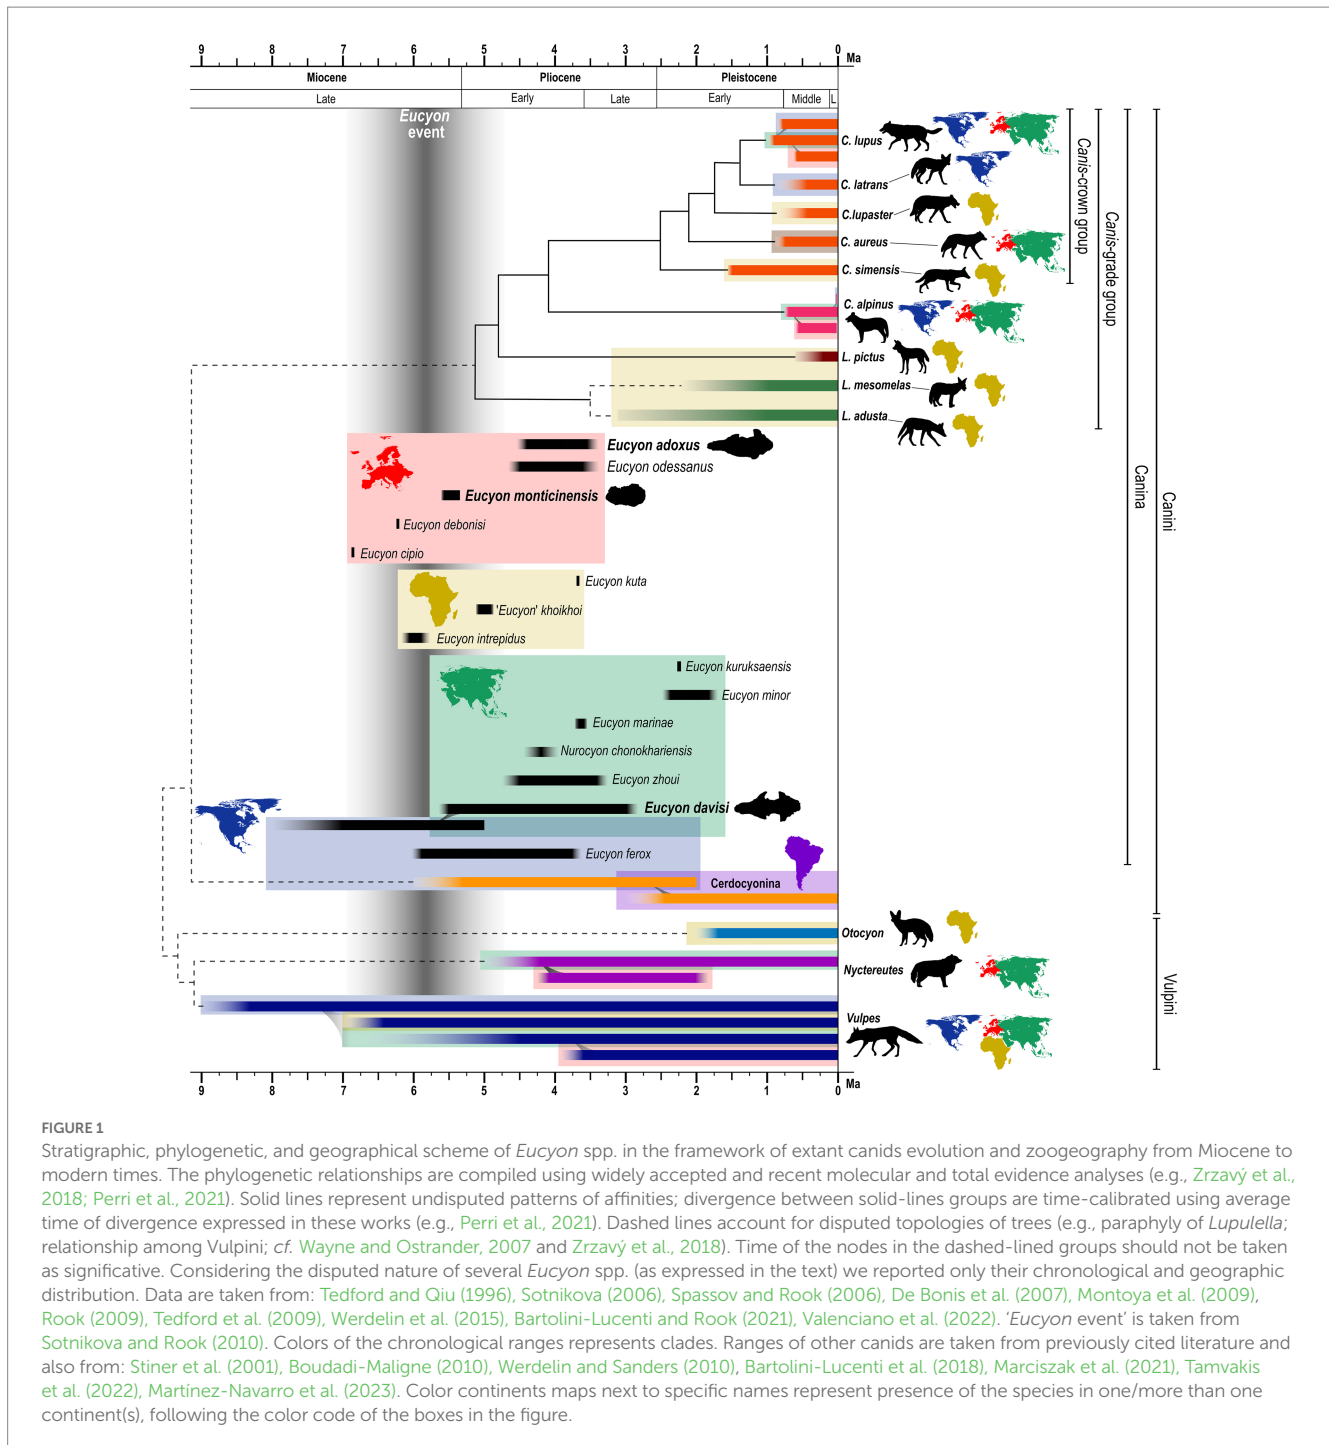 9 8 7 6 5 4 3 2 1 0 Ma
Miocene Pliocene Pleistocene
Late Early Late Early Middle L
Eucyon
event
C. lupus
C. latrans
C.lupaster
C. aureus
C. simensis
C. alpinus
L. pictus
L. mesomelas
L. adusta
Canis-crown group
Canis-grade group
Canina
Canini
Eucyon adoxus
Eucyon odessanus
Eucyon monticinensis
Eucyon debonisi
Eucyon cipio
Eucyon kuta
'Eucyon' khoikhoi
Eucyon intrepidus
Eucyon kuruksaensis
Eucyon minor
Eucyon marinae
Nurocyon chonokhariensis
Eucyon zhoui
Eucyon davisi
Eucyon ferox
Cerdocyonina
Otocyon
Nyctereutes
Vulpes
Vulpini
9 8 7 6 5 4 3 2 1 0 Ma
FIGURE 1
Stratigraphic, phylogenetic, and geographical scheme of Eucyon spp. in the framework of extant canids evolution and zoogeography from Miocene to
modern times. The phylogenetic relationships are compiled using widely accepted and recent molecular and total evidence analyses (e.g., Zrzavý et al.,
2018; Perri et al., 2021). Solid lines represent undisputed patterns of affinities; divergence between solid-lines groups are time-calibrated using average
time of divergence expressed in these works (e.g., Perri et al., 2021). Dashed lines account for disputed topologies of trees (e.g., paraphyly of Lupulella;
relationship among Vulpini; cf. Wayne and Ostrander, 2007 and Zrzavý et al., 2018). Time of the nodes in the dashed-lined groups should not be taken
as significative. Considering the disputed nature of several Eucyon spp. (as expressed in the text) we reported only their chronological and geographic
distribution. Data are taken from: Tedford and Qiu (1996), Sotnikova (2006), Spassov and Rook (2006), De Bonis et al. (2007), Montoya et al. (2009),
Rook (2009), Tedford et al. (2009), Werdelin et al. (2015), Bartolini-Lucenti and Rook (2021), Valenciano et al. (2022). ‘Eucyon event’ is taken from
Sotnikova and Rook (2010). Colors of the chronological ranges represents clades. Ranges of other canids are taken from previously cited literature and
also from: Stiner et al. (2001), Boudadi-Maligne (2010), Werdelin and Sanders (2010), Bartolini-Lucenti et al. (2018), Marciszak et al. (2021), Tamvakis
et al. (2022), Martínez-Navarro et al. (2023). Color continents maps next to specific names represent presence of the species in one/more than one
continent(s), following the color code of the boxes in the figure.